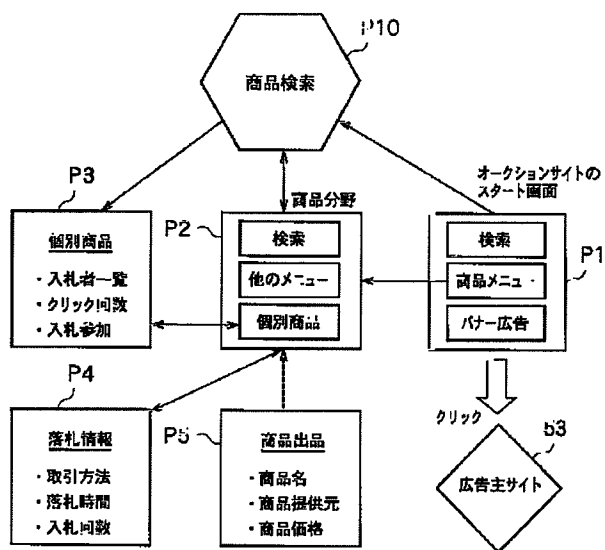 P10
商品検索
オークションサイトの
スタート画面
P3
個別商品
・入札者一覧
・クリック回数
・入札参加
P2
商品分野
検索
他のメニュー
個別商品
検索
商品メニュー
バナー広告
P1
P4
落札情報
・取引方法
・落札時間
・入札回数
P5
商品出品
・商品名
・商品提供元
・商品価格
クリック
53
広告主サイト